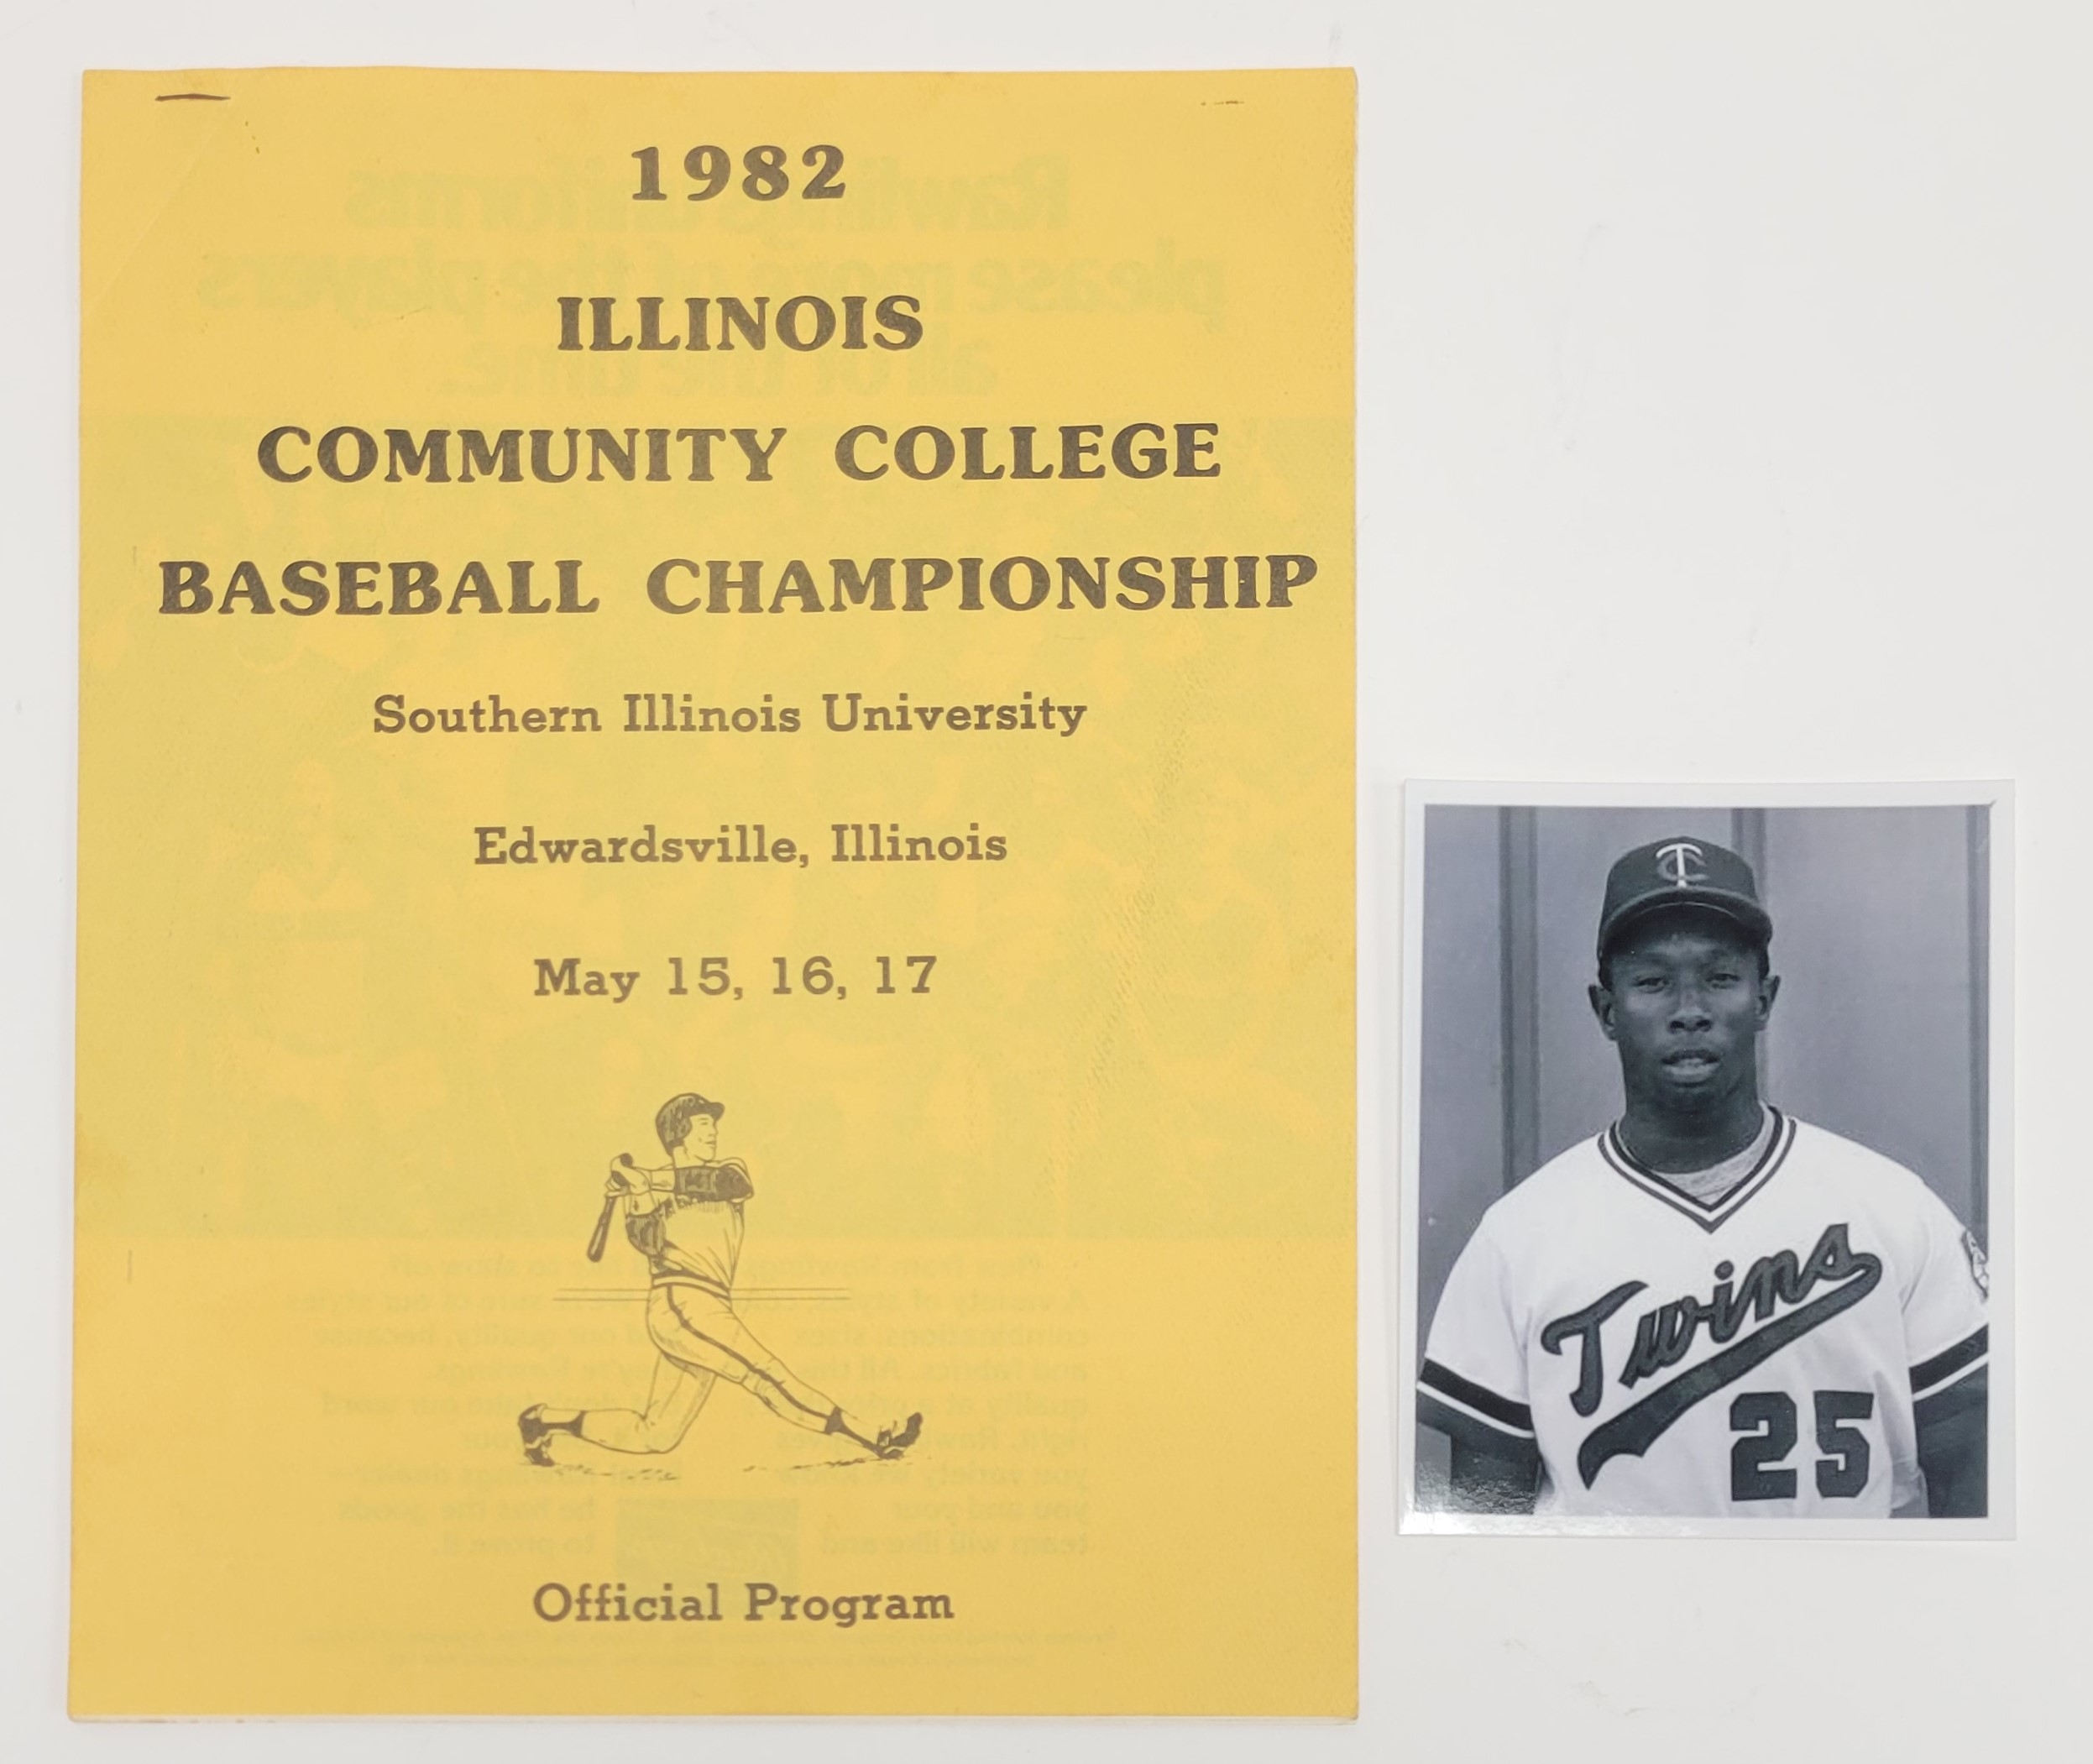 1982
ILLINOIS
COMMUNITY COLLEGE
BASEBALL CHAMPIONSHIP
Southern Illinois University
Edwardsville, Illinois
May 15, 16, 17
Official Program
TC
Twins
25